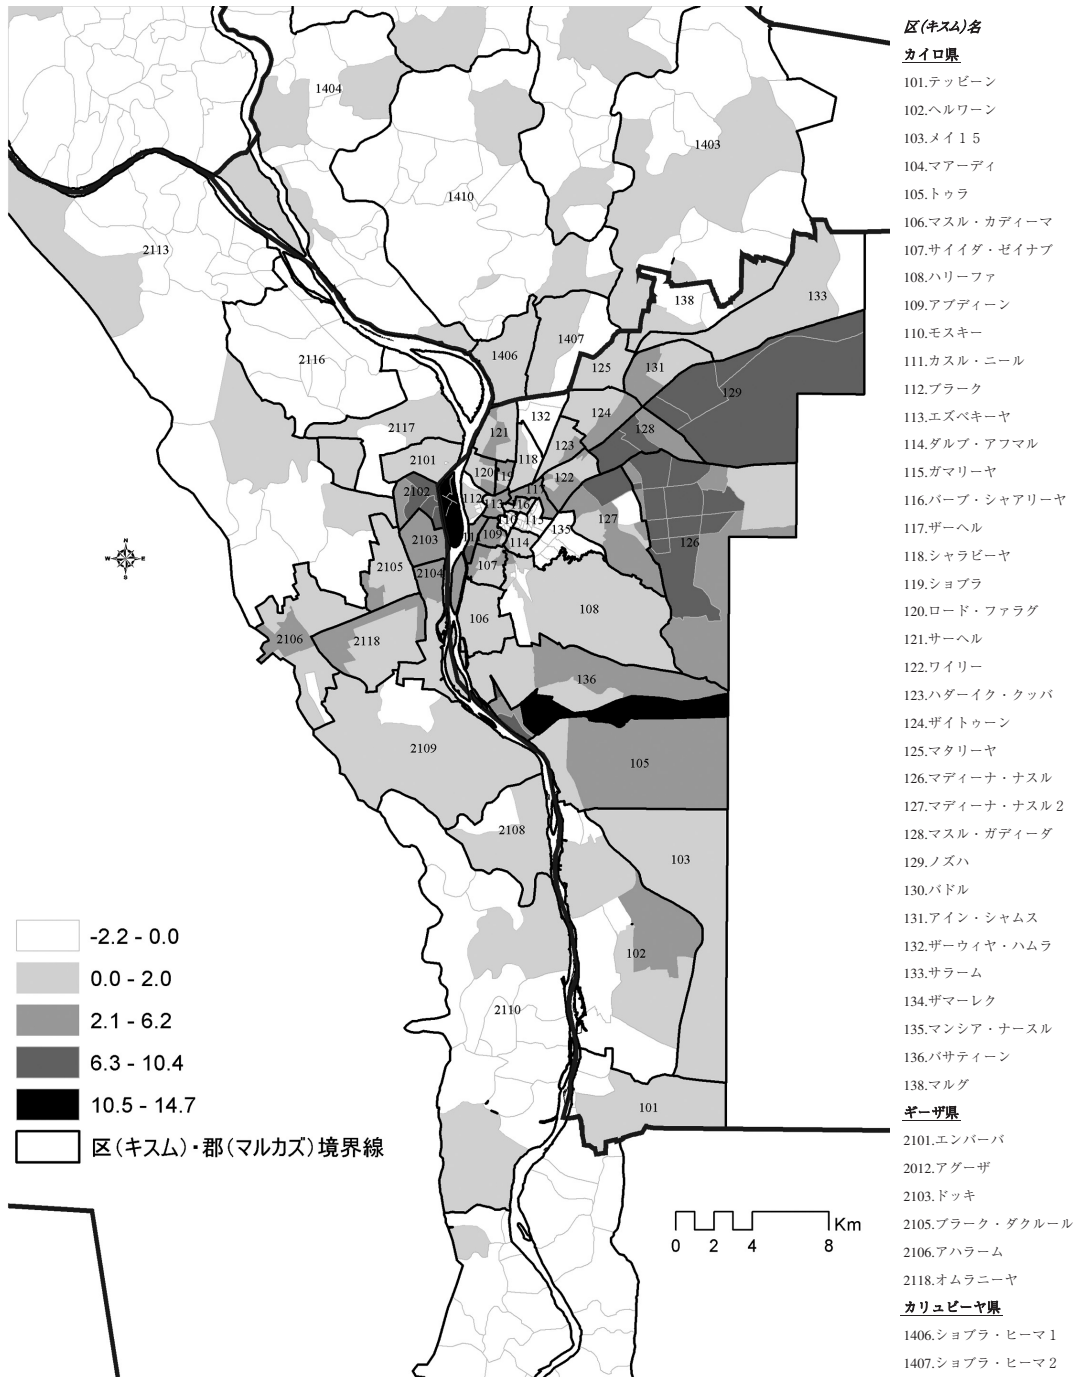 区(キスム)名
カイロ県
101.テッビーン
102.ヘルワーン
103.メイ１５
104.マアーディ
105.トゥラ
106.マスル・カディーマ
107.サイイダ・ゼイナブ
108.ハリーファ
109.アブディーン
110.モスキー
111.カスル・ニール
112.ブラーク
113.エズベキーヤ
114.ダルブ・アフマル
115.ガマリーヤ
116.バーブ・シャアリーヤ
117.ザーヘル
118.シャラビーヤ
119.ショブラ
120.ロード・ファラグ
121.サーヘル
122.ワイリー
123.ハダーイク・クッバ
124.ザイトゥーン
125.マタリーヤ
126.マディーナ・ナスル
127.マディーナ・ナスル２
128.マスル・ガディーダ
129.ノズハ
130.バドル
131.アイン・シャムス
132.ザーウィヤ・ハムラ
133.サラーム
134.ザマーレク
135.マンシア・ナースル
136.バサティーン
138.マルグ
ギーザ県
2101.エンバーバ
2012.アグーザ
2103.ドッキ
2105.ブラーク・ダクルール
2106.アハラーム
2118.オムラニーヤ
カリュビーヤ県
1406.ショブラ・ヒーマ１
1407.ショブラ・ヒーマ２
1404
1403
1410
2113
138
133
1407
2116
1406
125
131
129
132
124
2117
121
128
123
2101
118
120
119
122
2102
117
112
113
116
127
110
115
135
126
109
2103
114
107
2105
2104
108
106
2106
2118
136
2109
105
2108
103
102
2110
101
-2.2 - 0.0
0.0 - 2.0
2.1 - 6.2
6.3 - 10.4
10.5 - 14.7
区(キスム)・郡(マルカズ)境界線
N
W E
S
Km
0 2 4 8